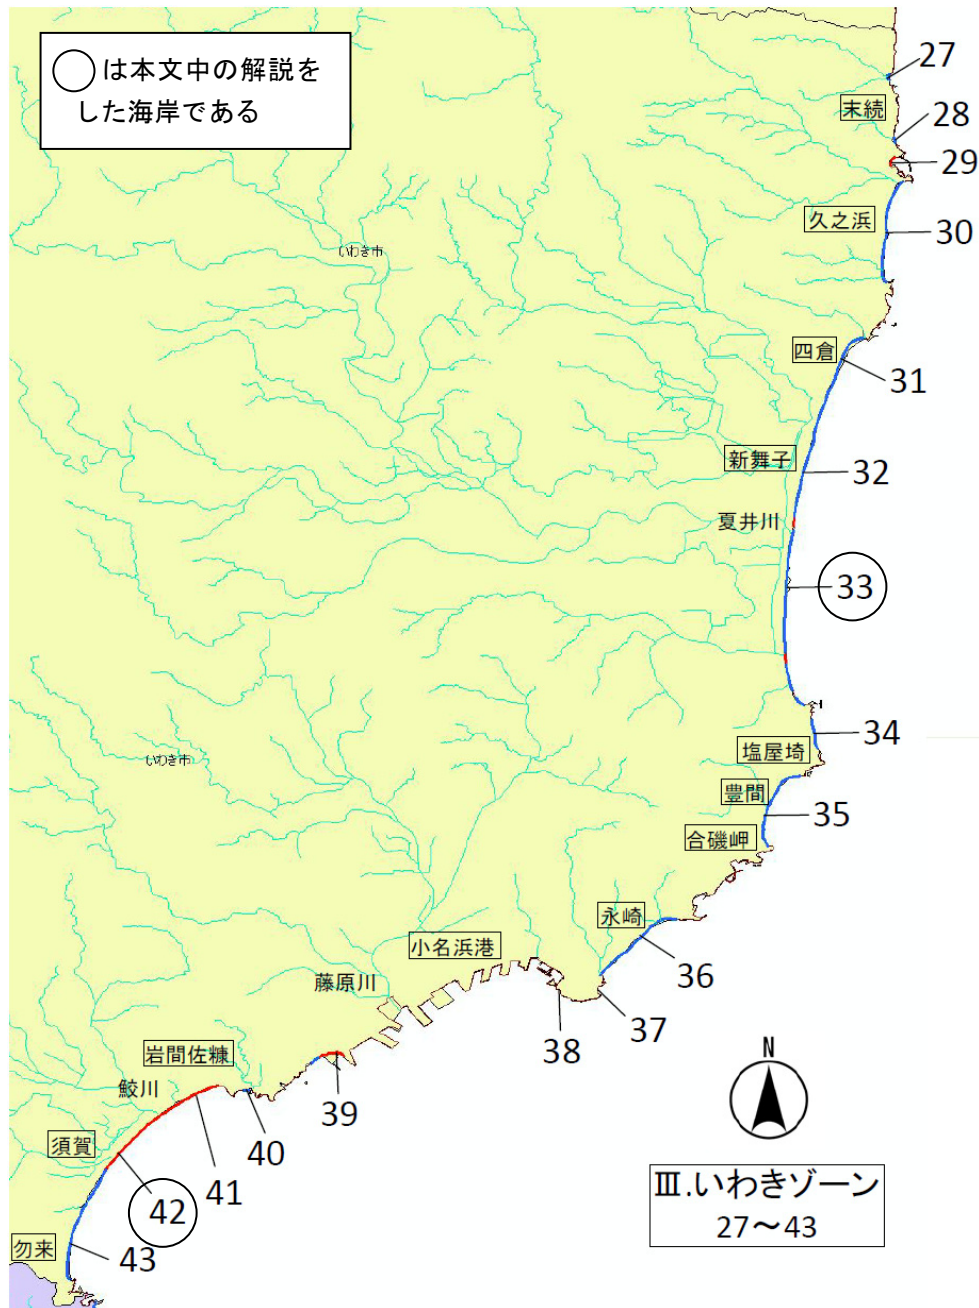 ◯は本文中の解説を
した海岸である
27
末続
28
29
久之浜
30
いわき市
四倉
31
新舞子
32
夏井川
33
34
塩屋埼
いわき市
豊間
35
合磯岬
永崎
小名浜港
36
藤原川
37
38
岩間佐糠
鮫川
39
40
須賀
41
42
勿来
43
N
Ⅲ.いわきゾーン
27～43